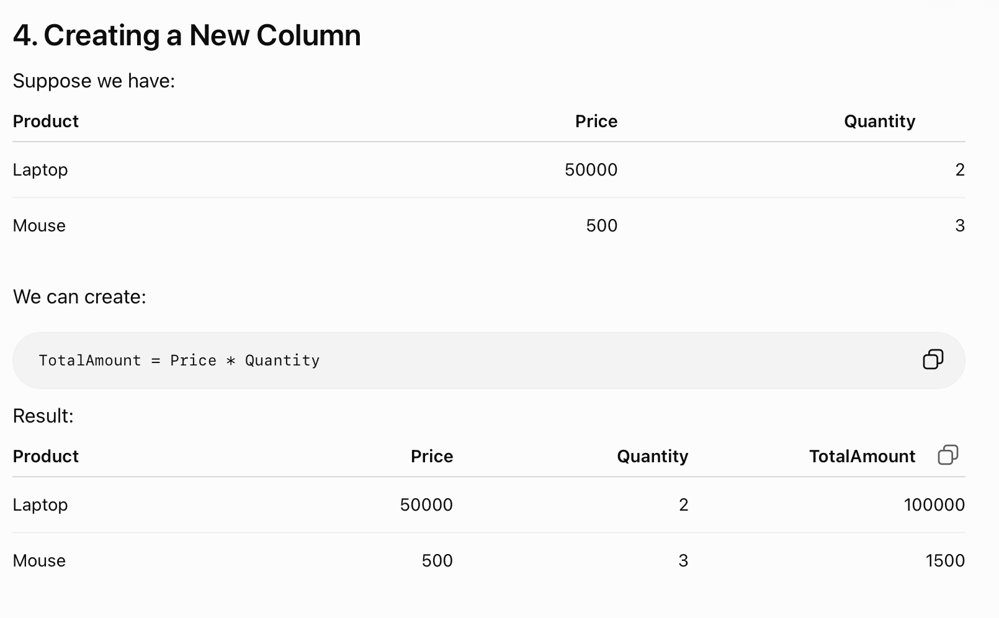 4. Creating a New Column
Suppose we have:
Product Price Quantity
Laptop 50000 2
Mouse 500 3
We can create:
TotalAmount = Price * Quantity
Result:
Product Price Quantity TotalAmount
Laptop 50000 2 100000
Mouse 500 3 1500